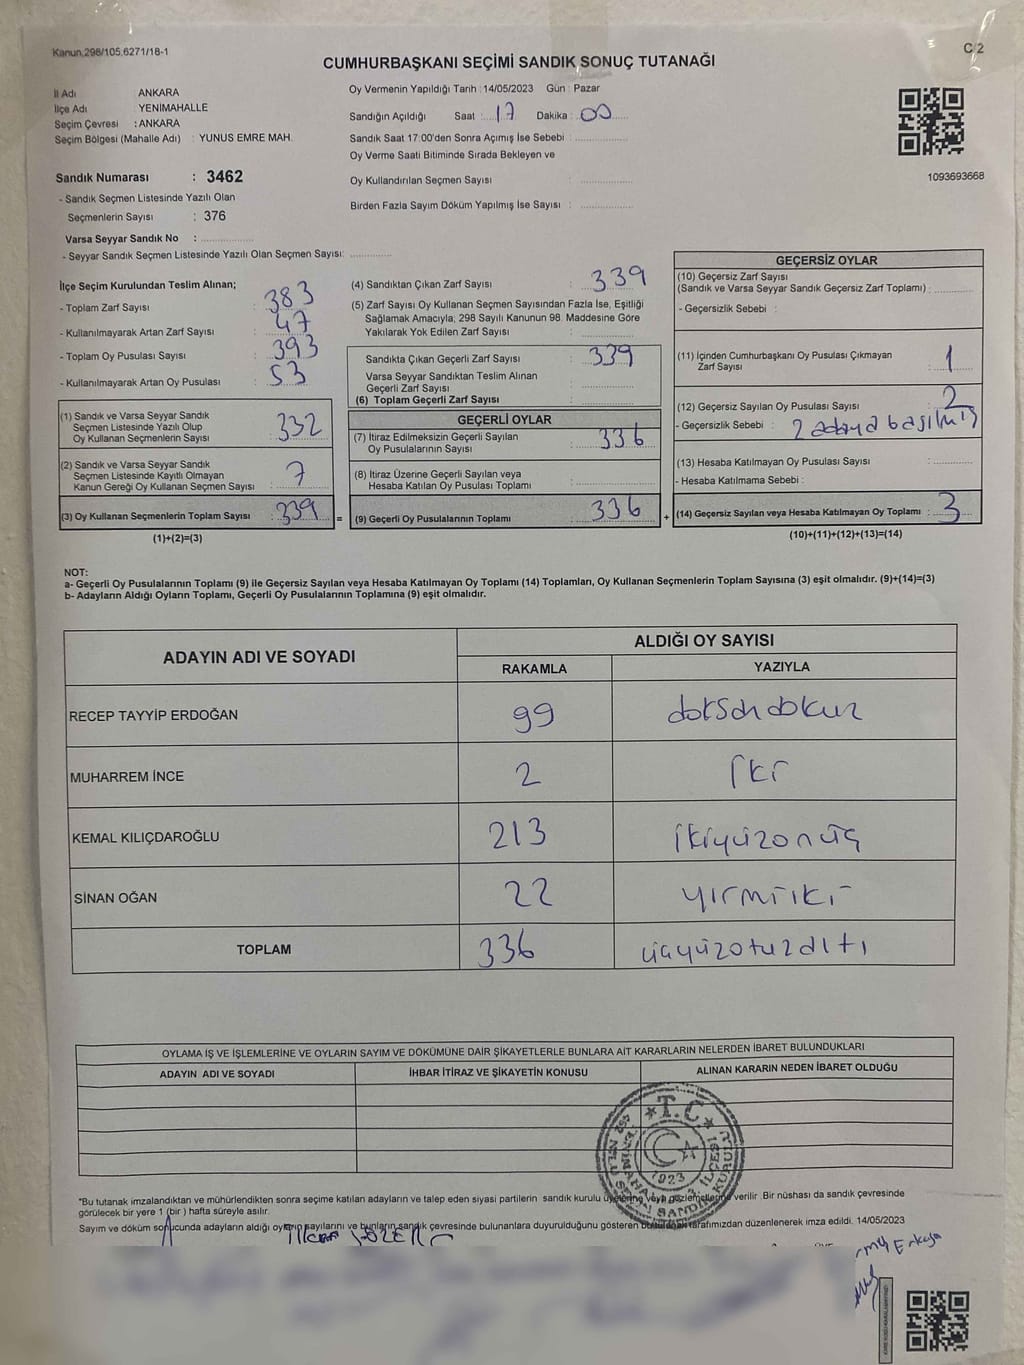 Kanun.298/105.6271/18-1
C 2
CUMHURBAŞKANI SEÇİMİ SANDIK SONUÇ TUTANAĞI
İl Adı ANKARA
İlçe Adı YENİMAHALLE
Seçim Çevresi : ANKARA
Seçim Bölgesi (Mahalle Adı) : YUNUS EMRE MAH.
Sandık Numarası : 3462
- Sandık Seçmen Listesinde Yazılı Olan
Seçmenlerin Sayısı : 376
Varsa Seyyar Sandık No :
- Seyyar Sandık Seçmen Listesinde Yazılı Olan Seçmen Sayısı:
Oy Vermenin Yapıldığı Tarih : 14/05/2023 Gün : Pazar
Sandığın Açıldığı Saat : 17 Dakika : 00
Sandık Saat 17:00'den Sonra Açımış İse Sebebi :
Oy Verme Saati Bitiminde Sırada Bekleyen ve
Oy Kullandırılan Seçmen Sayısı :
Birden Fazla Sayım Döküm Yapılmış İse Sayısı :
1093693668
İlçe Seçim Kurulundan Teslim Alınan;
- Toplam Zarf Sayısı : 383
- Kullanılmayarak Artan Zarf Sayısı : 47
- Toplam Oy Pusulası Sayısı : 393
- Kullanılmayarak Artan Oy Pusulası : 53
(1) Sandık ve Varsa Seyyar Sandık
Seçmen Listesinde Yazılı Olup
Oy Kullanan Seçmenlerin Sayısı : 332
(2) Sandık ve Varsa Seyyar Sandık
Seçmen Listesinde Kayıtlı Olmayan
Kanun Gereği Oy Kullanan Seçmen Sayısı : 7
(3) Oy Kullanan Seçmenlerin Toplam Sayısı : 339
(1)+(2)=(3)
=
(4) Sandıktan Çıkan Zarf Sayısı : 339
(5) Zarf Sayısı Oy Kullanan Seçmen Sayısından Fazla İse, Eşitliği
Sağlamak Amacıyla; 298 Sayılı Kanunun 98. Maddesine Göre
Yakılarak Yok Edilen Zarf Sayısı :
Sandıkta Çıkan Geçerli Zarf Sayısı : 339
Varsa Seyyar Sandıktan Teslim Alınan
Geçerli Zarf Sayısı :
(6) Toplam Geçerli Zarf Sayısı :
GEÇERLİ OYLAR
(7) İtiraz Edilmeksizin Geçerli Sayılan
Oy Pusulalarının Sayısı : 336
(8) İtiraz Üzerine Geçerli Sayılan veya
Hesaba Katılan Oy Pusulası Toplamı :
(9) Geçerli Oy Pusulalarının Toplamı : 336
+
GEÇERSİZ OYLAR
(10) Geçersiz Zarf Sayısı
(Sandık ve Varsa Seyyar Sandık Geçersiz Zarf Toplamı) :
- Geçersizlik Sebebi :
(11) İçinden Cumhurbaşkanı Oy Pusulası Çıkmayan
Zarf Sayısı : 1
(12) Geçersiz Sayılan Oy Pusulası Sayısı : 2
- Geçersizlik Sebebi : 2 adaya basılmış
(13) Hesaba Katılmayan Oy Pusulası Sayısı :
- Hesaba Katılmama Sebebi :
(14) Geçersiz Sayılan veya Hesaba Katılmayan Oy Toplamı : 3
(10)+(11)+(12)+(13)=(14)
NOT:
a- Geçerli Oy Pusulalarının Toplamı (9) ile Geçersiz Sayılan veya Hesaba Katılmayan Oy Toplamı (14) Toplamları, Oy Kullanan Seçmenlerin Toplam Sayısına (3) eşit olmalıdır. (9)+(14)=(3)
b- Adayların Aldığı Oyların Toplamı, Geçerli Oy Pusulalarının Toplamına (9) eşit olmalıdır.
ADAYIN ADI VE SOYADI
ALDIĞI OY SAYISI
RAKAMLA YAZIYLA
RECEP TAYYİP ERDOĞAN 99 doksandokuz
MUHARREM İNCE 2 İki
KEMAL KILIÇDAROĞLU 213 ikiyüzonüç
SİNAN OĞAN 22 yirmiiki
TOPLAM 336 üçyüzotuzaltı
OYLAMA İŞ VE İŞLEMLERİNE VE OYLARIN SAYIM VE DÖKÜMÜNE DAİR ŞİKAYETLERLE BUNLARA AİT KARARLARIN NELERDEN İBARET BULUNDUKLARI
ADAYIN ADI VE SOYADI İHBAR İTİRAZ VE ŞİKAYETİN KONUSU ALINAN KARARIN NEDEN İBARET OLDUĞU
T.C.
1923
*Bu tutanak imzalandıktan ve mühürlendikten sonra seçime katılan adayların ve talep eden siyasi partilerin sandık kurulu üyelerine veya gözlemcilerine verilir. Bir nüshası da sandık çevresinde
görülecek bir yere 1 (bir) hafta süreyle asılır.
Sayım ve döküm sonucunda adayların aldığı oyların sayılarını ve bunların sandık çevresinde bulunanlara duyurulduğunu gösteren bu tutanak tarafımızdan düzenlenerek imza edildi. 14/05/2023